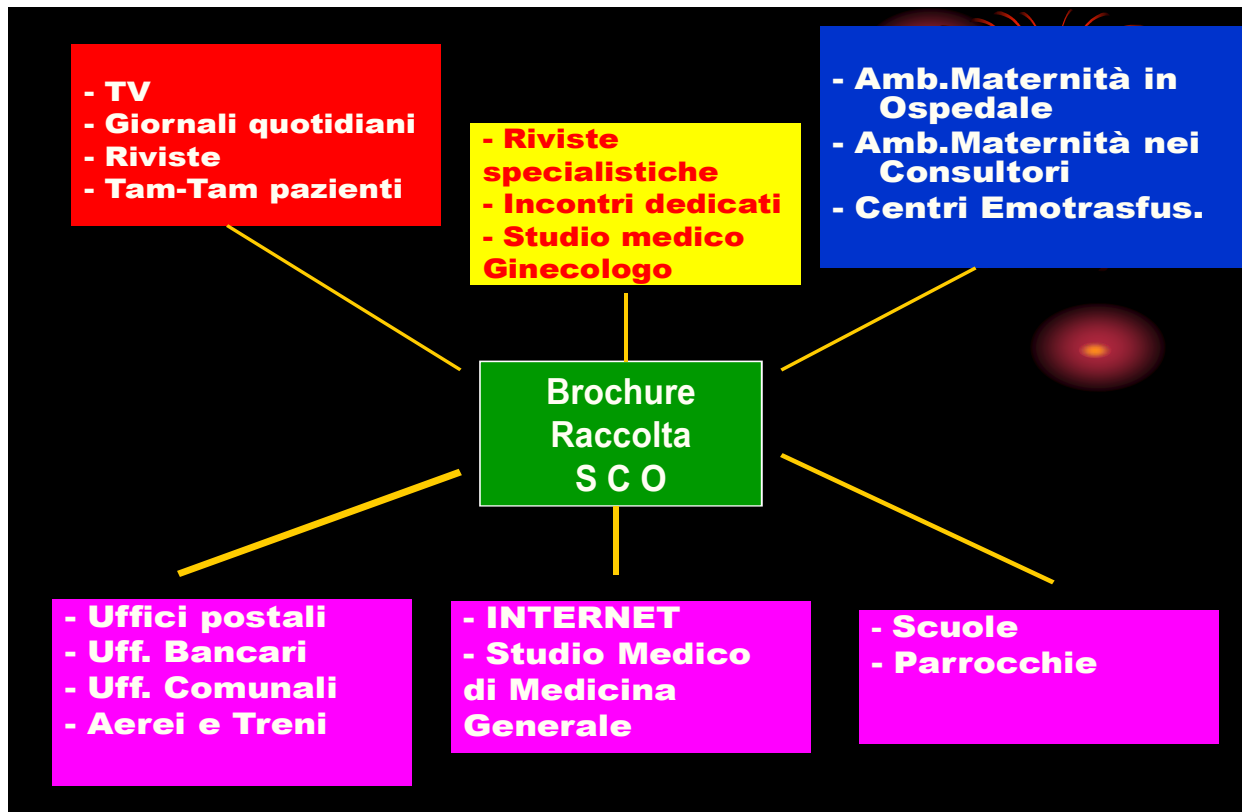 - TV
- Giornali quotidiani
- Riviste
- Tam-Tam pazienti
- Riviste
specialistiche
- Incontri dedicati
- Studio medico
Ginecologo
- Amb.Maternità in
Ospedale
- Amb.Maternità nei
Consultori
- Centri Emotrasfus.
Brochure
Raccolta
S C O
- Uffici postali
- Uff. Bancari
- Uff. Comunali
- Aerei e Treni
- INTERNET
- Studio Medico
di Medicina
Generale
- Scuole
- Parrocchie